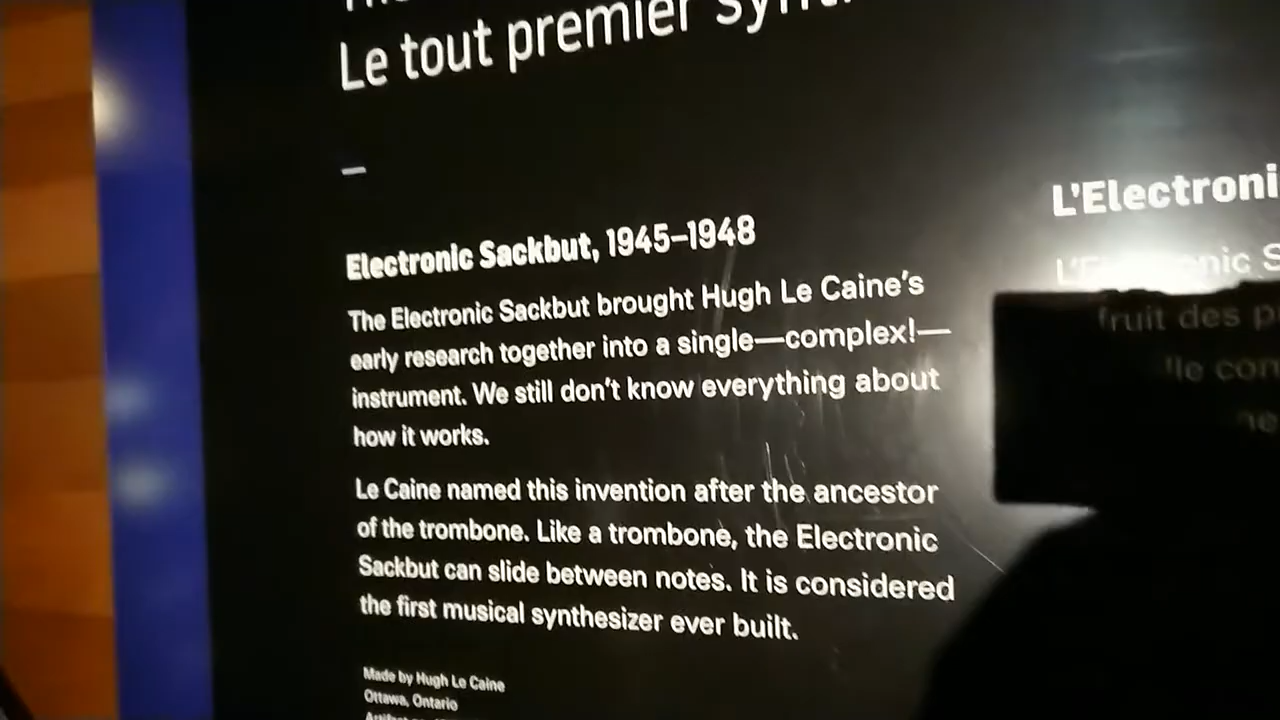 Le tout premier
—
Electronic Sackbut, 1945–1948
The Electronic Sackbut brought Hugh Le Caine's
early research together into a single—complex!—
instrument. We still don't know everything about
how it works.
Le Caine named this invention after the ancestor
of the trombone. Like a trombone, the Electronic
Sackbut can slide between notes. It is considered
the first musical synthesizer ever built.
Made by Hugh Le Caine
Ottawa, Ontario
L'Electroni
fruit des p